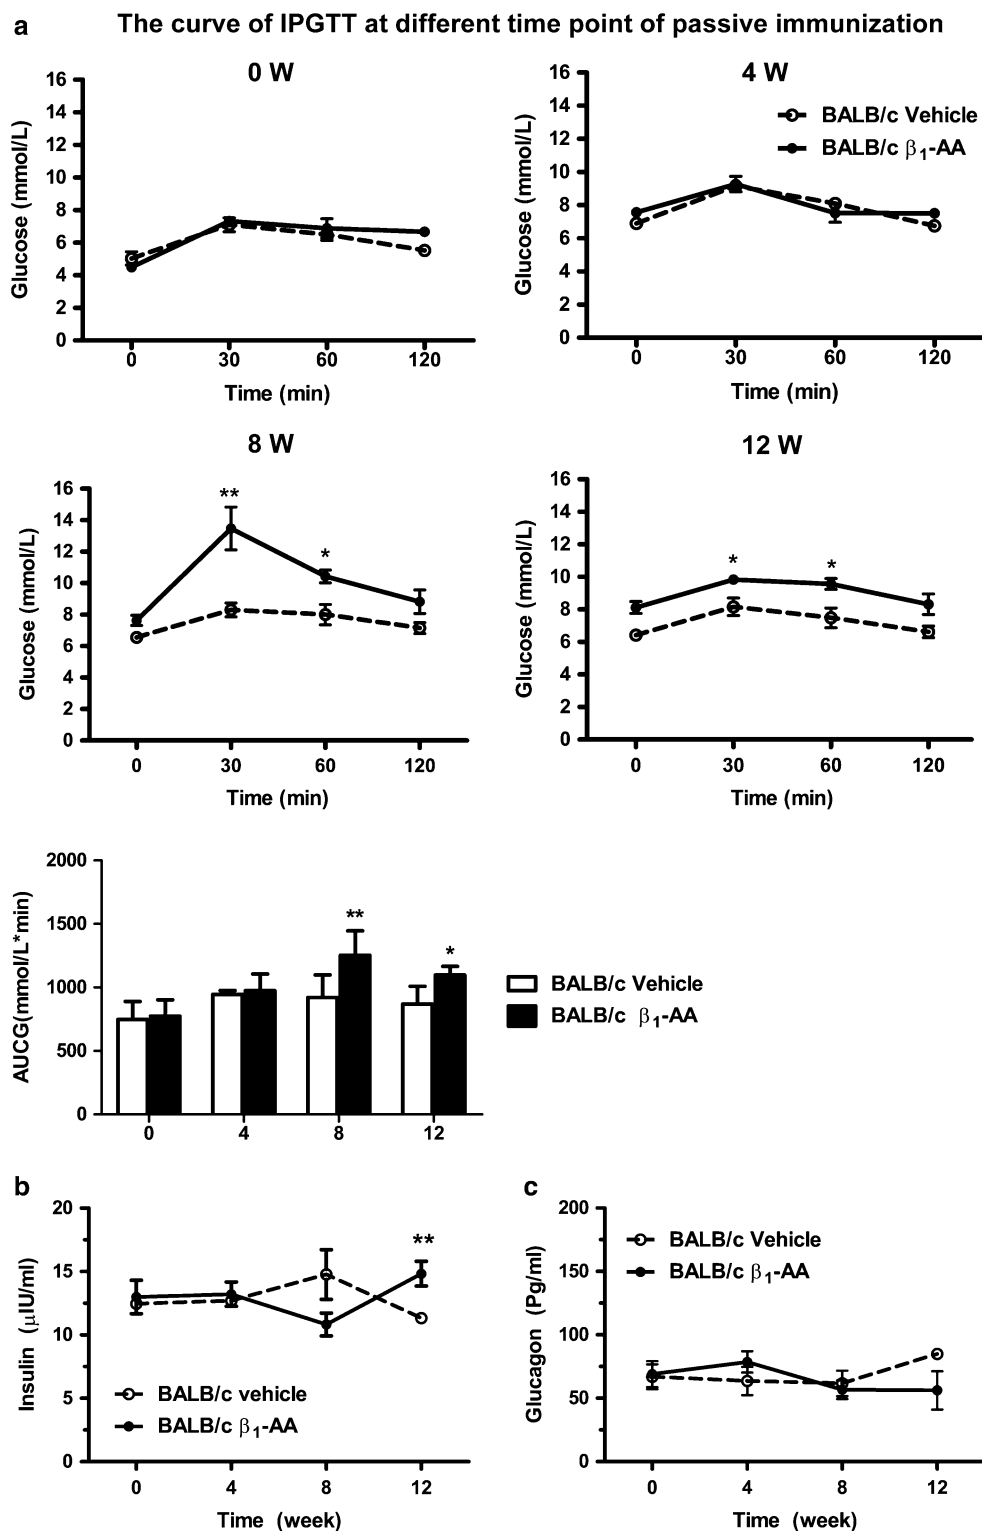 a The curve of IPGTT at different time point of passive immunization
0 W
16
14
12
10
8
6
4
2
0
Glucose (mmol/L)
0 30 60 120
Time (min)
4 W
16
14
12
10
8
6
4
2
0
Glucose (mmol/L)
BALB/c Vehicle
BALB/c β1-AA
0 30 60 120
Time (min)
8 W
16
14
12
10
8
6
4
2
0
Glucose (mmol/L)
**
*
0 30 60 120
Time (min)
12 W
16
14
12
10
8
6
4
2
0
Glucose (mmol/L)
* *
0 30 60 120
Time (min)
2000
1500
1000
500
0
AUCG(mmol/L*min)
**
*
0 4 8 12
BALB/c Vehicle
BALB/c β1-AA
b
20
15
10
5
0
Insulin (μIU/ml)
**
BALB/c vehicle
BALB/c β1-AA
0 4 8 12
Time (week)
c
200
150
100
50
0
Glucagon (Pg/ml)
BALB/c Vehicle
BALB/c β1-AA
0 4 8 12
Time (week)